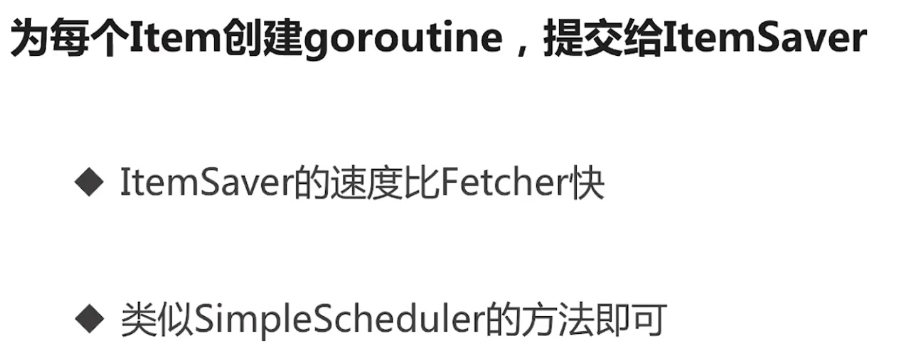 为每个Item创建goroutine，提交给ItemSaver
◆ ItemSaver的速度比Fetcher快
◆ 类似SimpleScheduler的方法即可